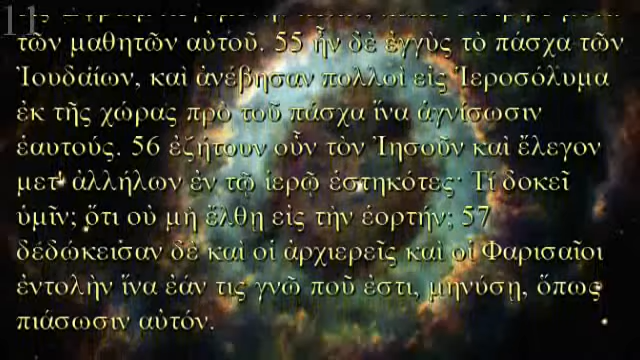 11
τῶν μαθητῶν αὐτοῦ. 55 ἦν δὲ ἐγγὺς τὸ πάσχα τῶν
Ἰουδαίων, καὶ ἀνέβησαν πολλοὶ εἰς Ἱεροσόλυμα
ἐκ τῆς χώρας πρὸ τοῦ πάσχα ἵνα ἁγνίσωσιν
ἑαυτούς. 56 ἐζήτουν οὖν τὸν Ἰησοῦν καὶ ἔλεγον
μετ᾿ ἀλλήλων ἐν τῷ ἱερῷ ἑστηκότες· Τί δοκεῖ
ὑμῖν; ὅτι οὐ μὴ ἔλθῃ εἰς τὴν ἑορτήν; 57
δεδώκεισαν δὲ καὶ οἱ ἀρχιερεῖς καὶ οἱ Φαρισαῖοι
ἐντολὴν ἵνα ἐάν τις γνῷ ποῦ ἐστι, μηνύσῃ, ὅπως
πιάσωσιν αὐτόν.